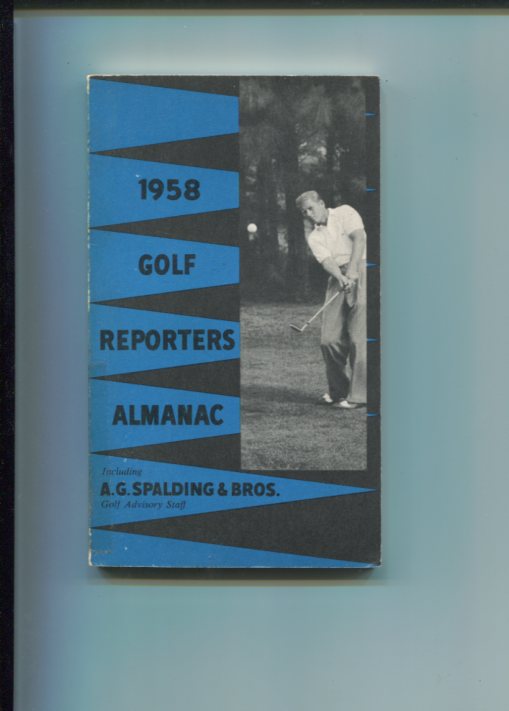 1958
GOLF
REPORTERS
ALMANAC
Including
A.G. SPALDING & BROS.
Golf Advisory Staff